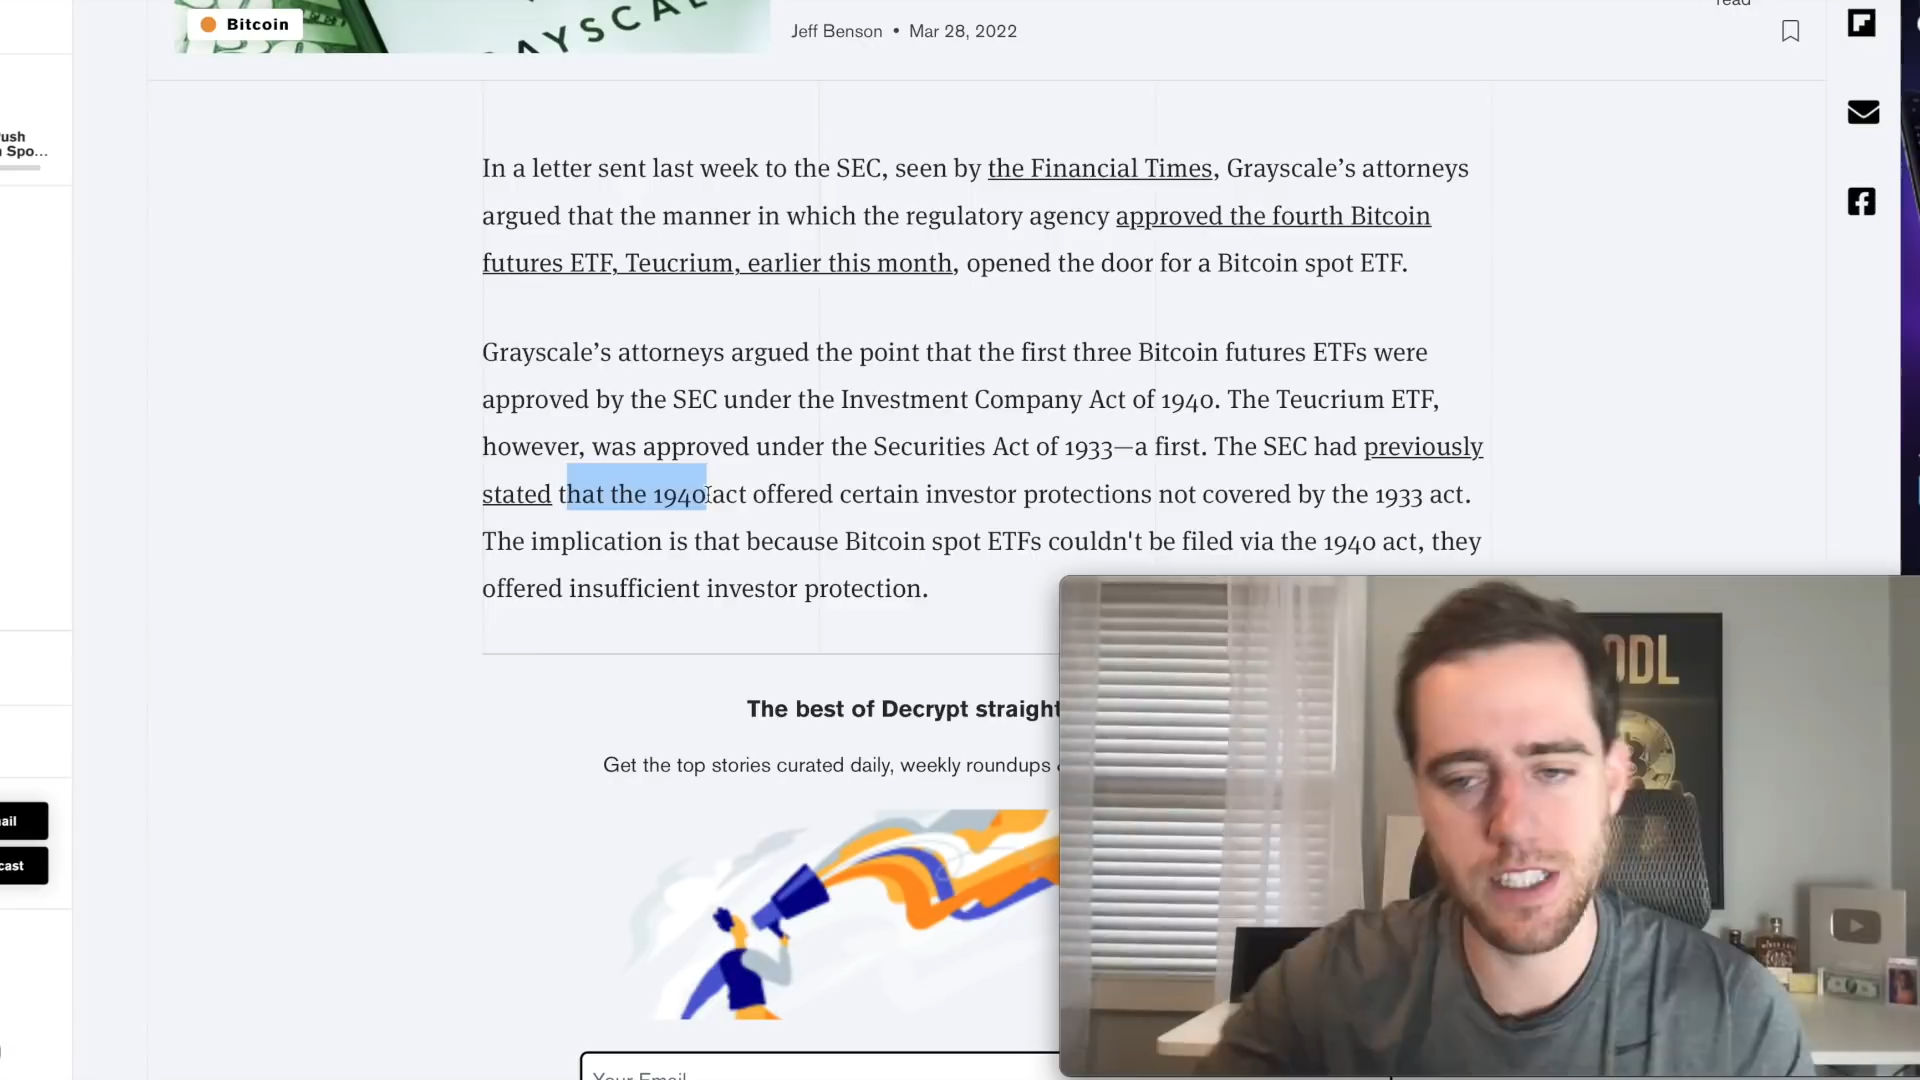 Bitcoin
AYSCAL
Jeff Benson • Mar 28, 2022
read
ush
Spo...
In a letter sent last week to the SEC, seen by the Financial Times, Grayscale’s attorneys
argued that the manner in which the regulatory agency approved the fourth Bitcoin
futures ETF, Teucrium, earlier this month, opened the door for a Bitcoin spot ETF.
Grayscale’s attorneys argued the point that the first three Bitcoin futures ETFs were
approved by the SEC under the Investment Company Act of 1940. The Teucrium ETF,
however, was approved under the Securities Act of 1933—a first. The SEC had previously
stated that the 1940 act offered certain investor protections not covered by the 1933 act.
The implication is that because Bitcoin spot ETFs couldn't be filed via the 1940 act, they
offered insufficient investor protection.
The best of Decrypt straight
Get the top stories curated daily, weekly roundups
ail
cast
Your Email
ODL